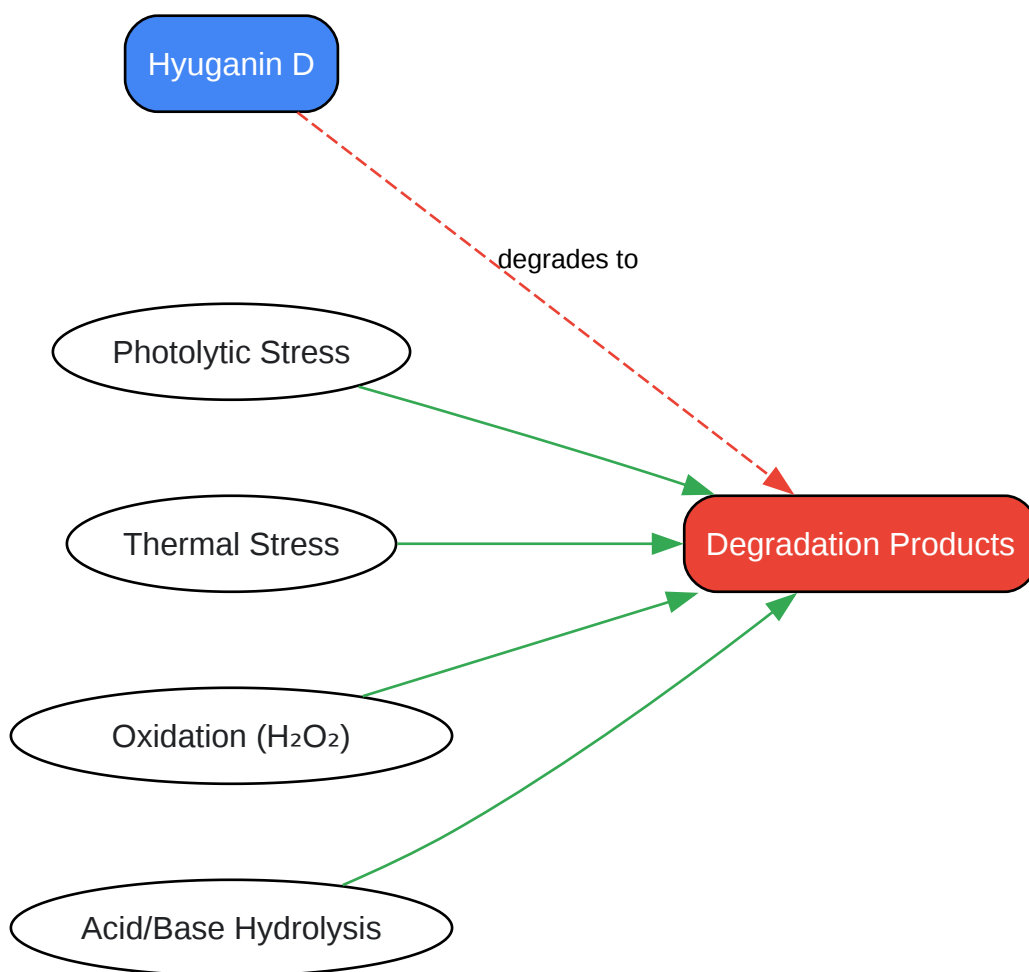 Hyuganin D
degrades to
Photolytic Stress
Thermal Stress
Degradation Products
Oxidation (H₂O₂)
Acid/Base Hydrolysis